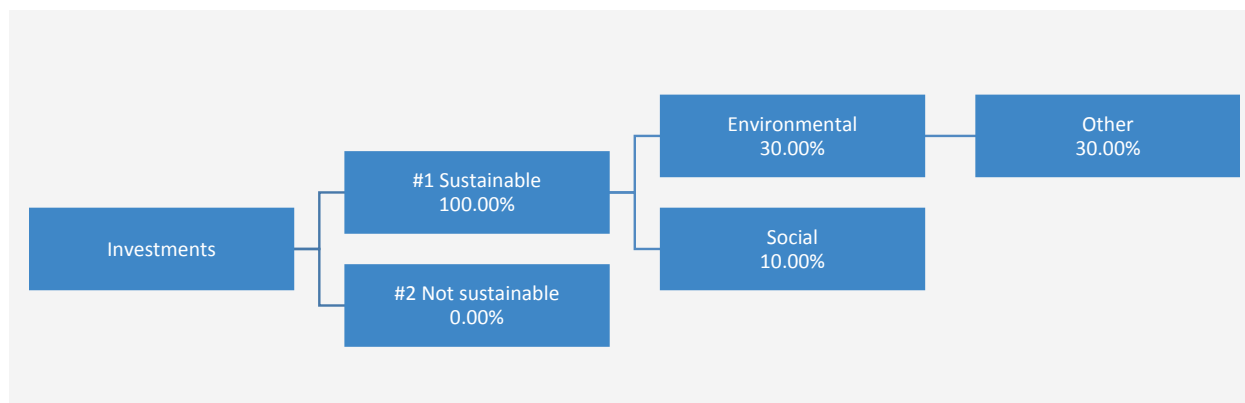 Investments
#1 Sustainable
100.00%
#2 Not sustainable
0.00%
Environmental
30.00%
Social
10.00%
Other
30.00%